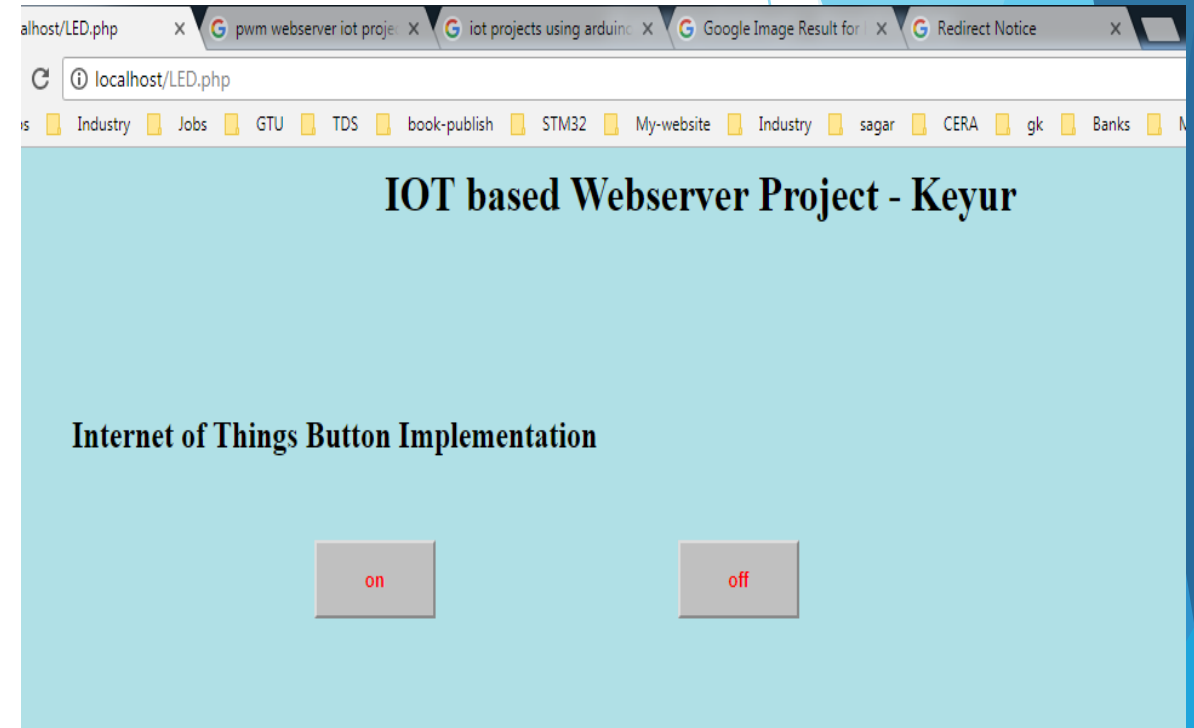 alhost/LED.php pwm webserver iot projec iot projects using arduino Google Image Result for Redirect Notice
localhost/LED.php
Industry Jobs GTU TDS book-publish STM32 My-website Industry sagar CERA gk Banks
IOT based Webserver Project - Keyur
Internet of Things Button Implementation
on off